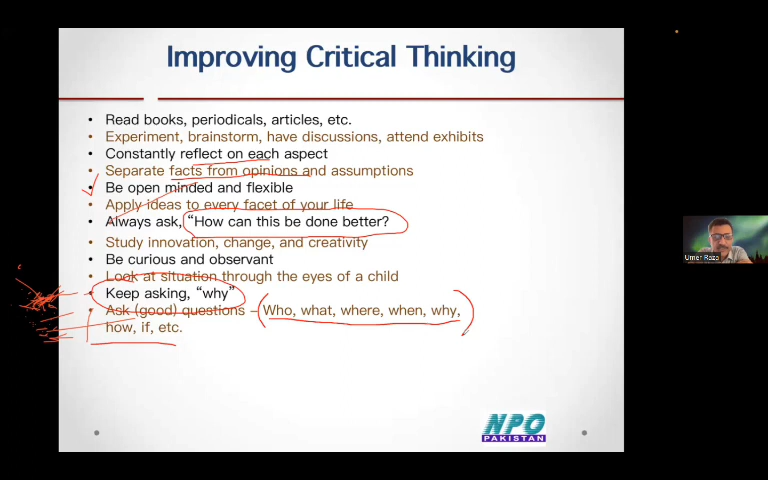 Improving Critical Thinking
• Read books, periodicals, articles, etc.
• Experiment, brainstorm, have discussions, attend exhibits
• Constantly reflect on each aspect
• Separate facts from opinions and assumptions
• Be open minded and flexible
• Apply ideas to every facet of your life
• Always ask, “How can this be done better?
• Study innovation, change, and creativity
• Be curious and observant
• Look at situation through the eyes of a child
• Keep asking, “why”
• Ask (good) questions – Who, what, where, when, why,
how, if, etc.
Umer Raza
NPO
PAKISTAN